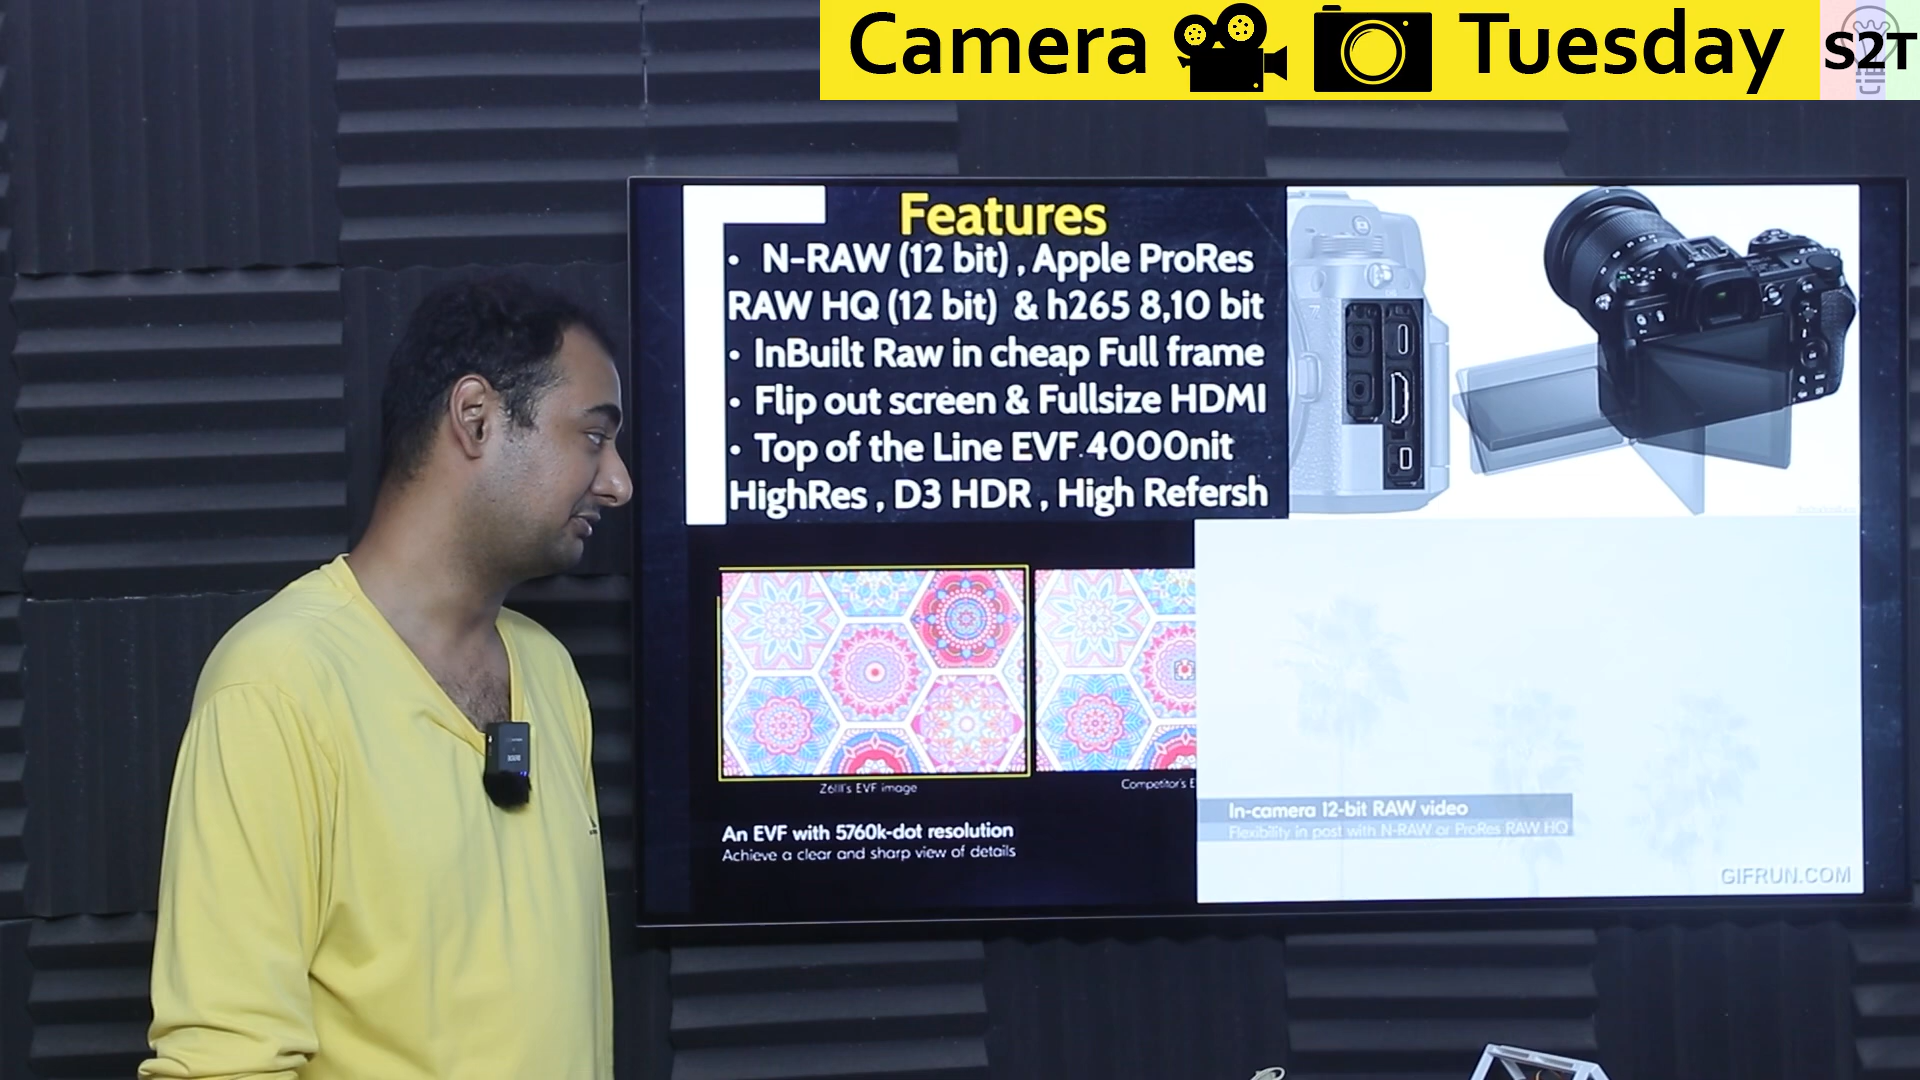 Camera Tuesday S2T
Features
• N-RAW (12 bit) , Apple ProRes
RAW HQ (12 bit) & h265 8,10 bit
• InBuilt Raw in cheap Full frame
• Flip out screen & Fullsize HDMI
• Top of the Line EVF 4000nit
HighRes , D3 HDR , High Refersh
Z6III's EVF image
Competitor's E
An EVF with 5760k-dot resolution
Achieve a clear and sharp view of details
In-camera 12-bit RAW video
Flexibility in post with N-RAW or ProRes RAW HQ
GIFRUN.COM